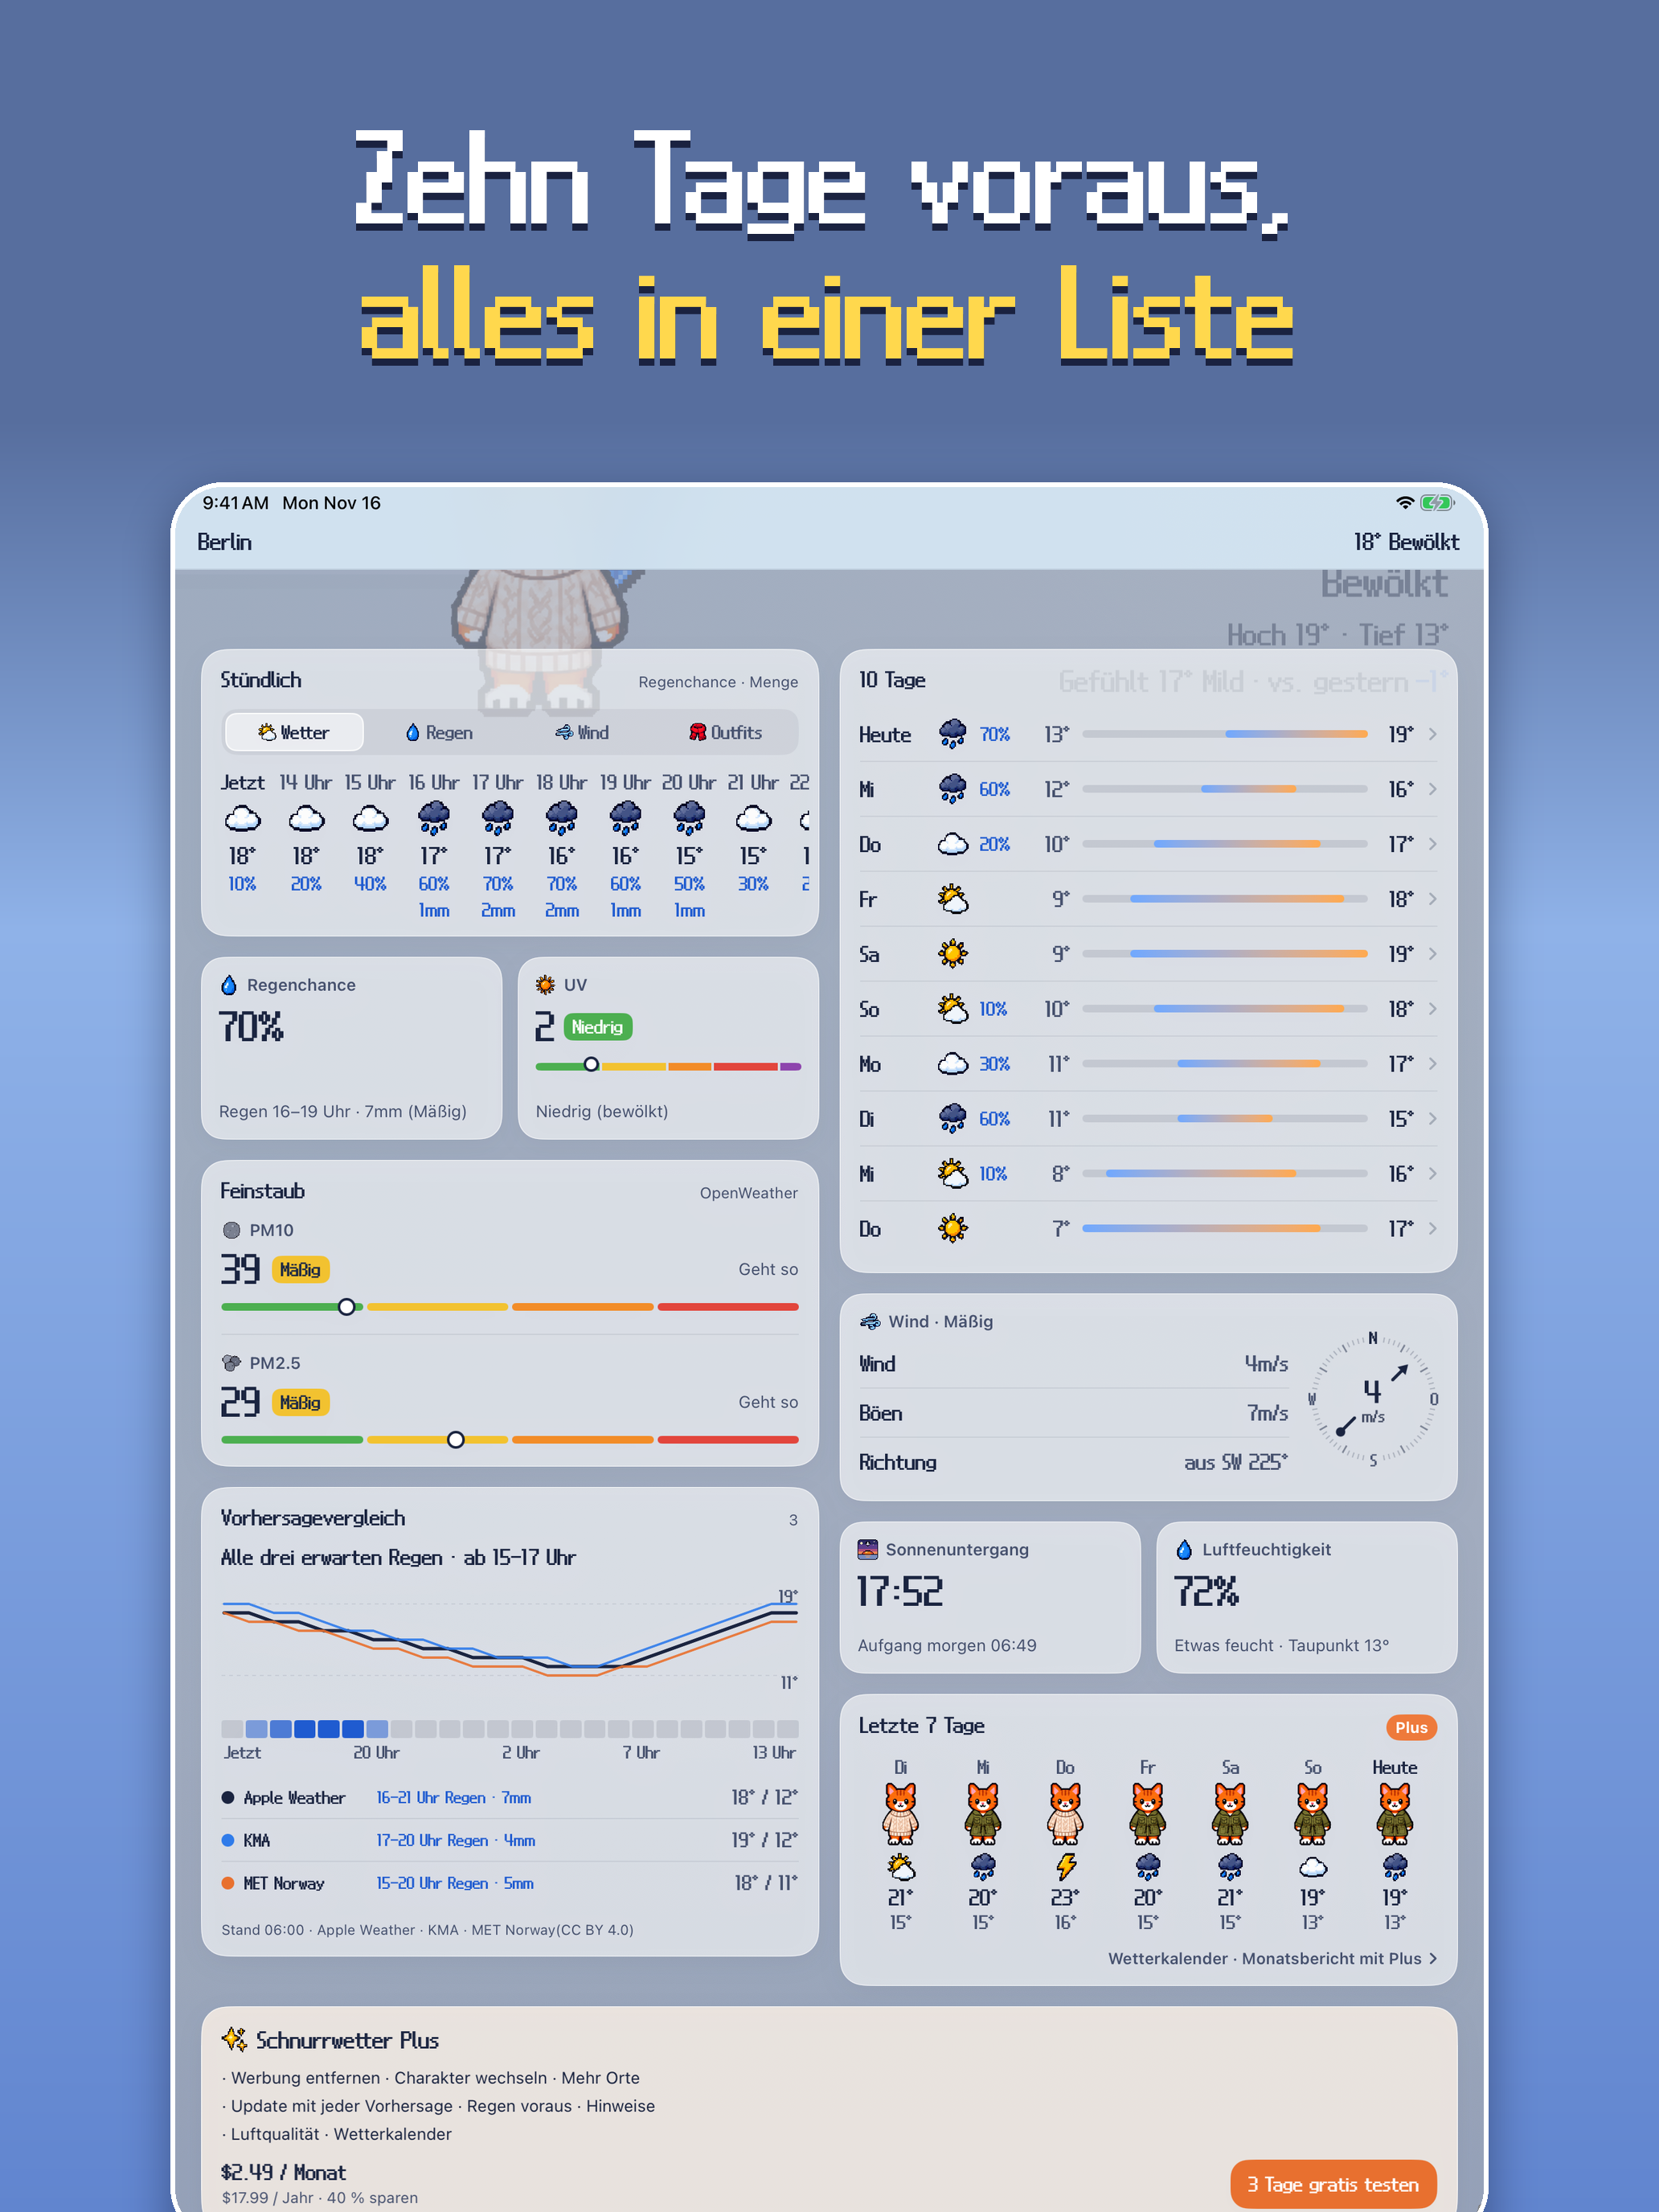 Zehn Tage voraus,
alles in einer Liste
9:41 AM Mon Nov 16
Berlin
18° Bewölkt
Bewölkt
Hoch 19° · Tief 13°
Gefühlt 17° Mild · vs. gestern −1°
Stündlich
Regenchance · Menge
Wetter Regen Wind Outfits
Jetzt 14 Uhr 15 Uhr 16 Uhr 17 Uhr 18 Uhr 19 Uhr 20 Uhr 21 Uhr 22
18° 18° 18° 17° 17° 16° 16° 15° 15° 1
10% 20% 40% 60% 70% 70% 60% 50% 30% 2
1mm 2mm 2mm 1mm 1mm
Regenchance
70%
Regen 16–19 Uhr · 7mm (Mäßig)
UV
2 Niedrig
Niedrig (bewölkt)
Feinstaub
OpenWeather
PM10
39 Mäßig
Geht so
PM2.5
29 Mäßig
Geht so
Vorhersagevergleich
3
Alle drei erwarten Regen · ab 15–17 Uhr
19°
11°
Jetzt 20 Uhr 2 Uhr 7 Uhr 13 Uhr
Apple Weather 16–21 Uhr Regen · 7mm 18° / 12°
KMA 17–20 Uhr Regen · 4mm 19° / 12°
MET Norway 15–20 Uhr Regen · 5mm 18° / 11°
Stand 06:00 · Apple Weather · KMA · MET Norway(CC BY 4.0)
10 Tage
Heute 70% 13° 19°
Mi 60% 12° 16°
Do 20% 10° 17°
Fr 9° 18°
Sa 9° 19°
So 10% 10° 18°
Mo 30% 11° 17°
Di 60% 11° 15°
Mi 10% 8° 16°
Do 7° 17°
Wind · Mäßig
Wind 4m/s
Böen 7m/s
Richtung aus SW 225°
N
W 4 O
m/s
S
Sonnenuntergang
17:52
Aufgang morgen 06:49
Luftfeuchtigkeit
72%
Etwas feucht · Taupunkt 13°
Letzte 7 Tage
Plus
Di Mi Do Fr Sa So Heute
21° 20° 23° 20° 21° 19° 19°
15° 15° 16° 15° 15° 13° 13°
Wetterkalender · Monatsbericht mit Plus
Schnurrwetter Plus
· Werbung entfernen · Charakter wechseln · Mehr Orte
· Update mit jeder Vorhersage · Regen voraus · Hinweise
· Luftqualität · Wetterkalender
$2.49 / Monat
$17.99 / Jahr · 40 % sparen
3 Tage gratis testen